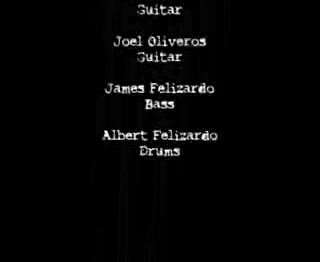 Guitar
Joel Oliveros
Guitar
James Felizardo
Bass
Albert Felizardo
Drums